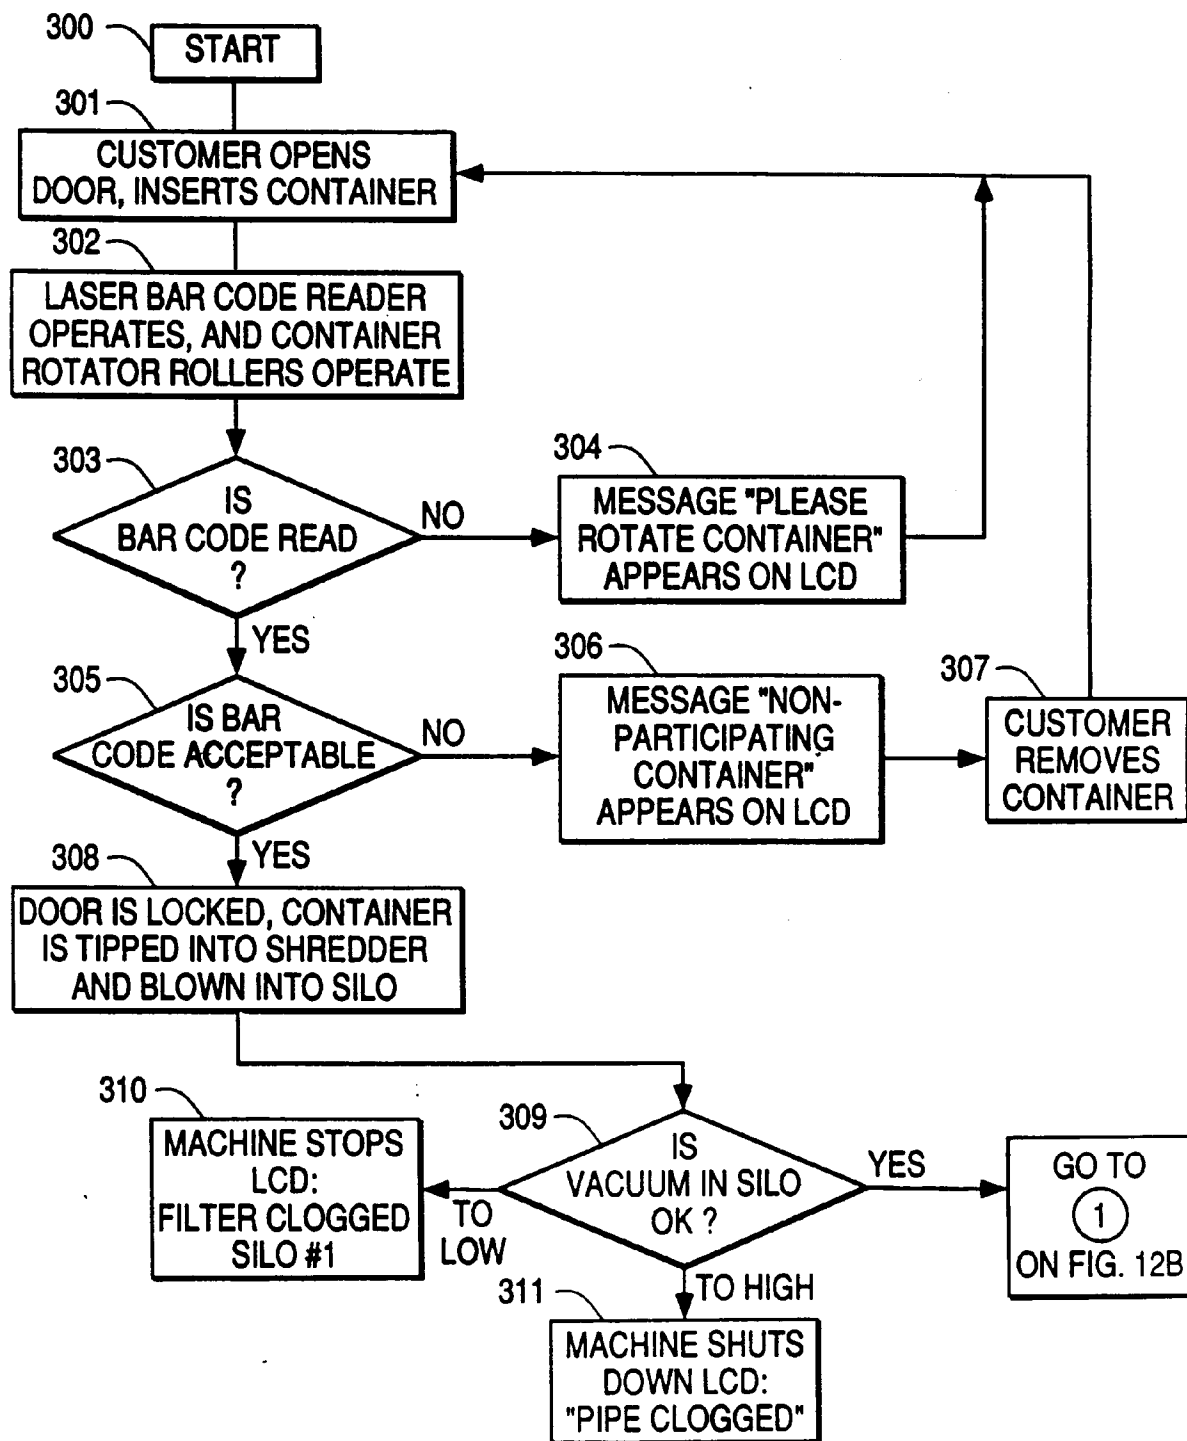 300
START
301
CUSTOMER OPENS
DOOR, INSERTS CONTAINER
302
LASER BAR CODE READER
OPERATES, AND CONTAINER
ROTATOR ROLLERS OPERATE
303
IS
BAR CODE READ
?
NO
YES
304
MESSAGE "PLEASE
ROTATE CONTAINER"
APPEARS ON LCD
305
IS BAR
CODE ACCEPTABLE
?
NO
YES
306
MESSAGE "NON-
PARTICIPATING
CONTAINER"
APPEARS ON LCD
307
CUSTOMER
REMOVES
CONTAINER
308
DOOR IS LOCKED, CONTAINER
IS TIPPED INTO SHREDDER
AND BLOWN INTO SILO
309
IS
VACUUM IN SILO
OK ?
YES
TO
LOW
TO HIGH
310
MACHINE STOPS
LCD:
FILTER CLOGGED
SILO #1
311
MACHINE SHUTS
DOWN LCD:
"PIPE CLOGGED"
GO TO
1
ON FIG. 12B